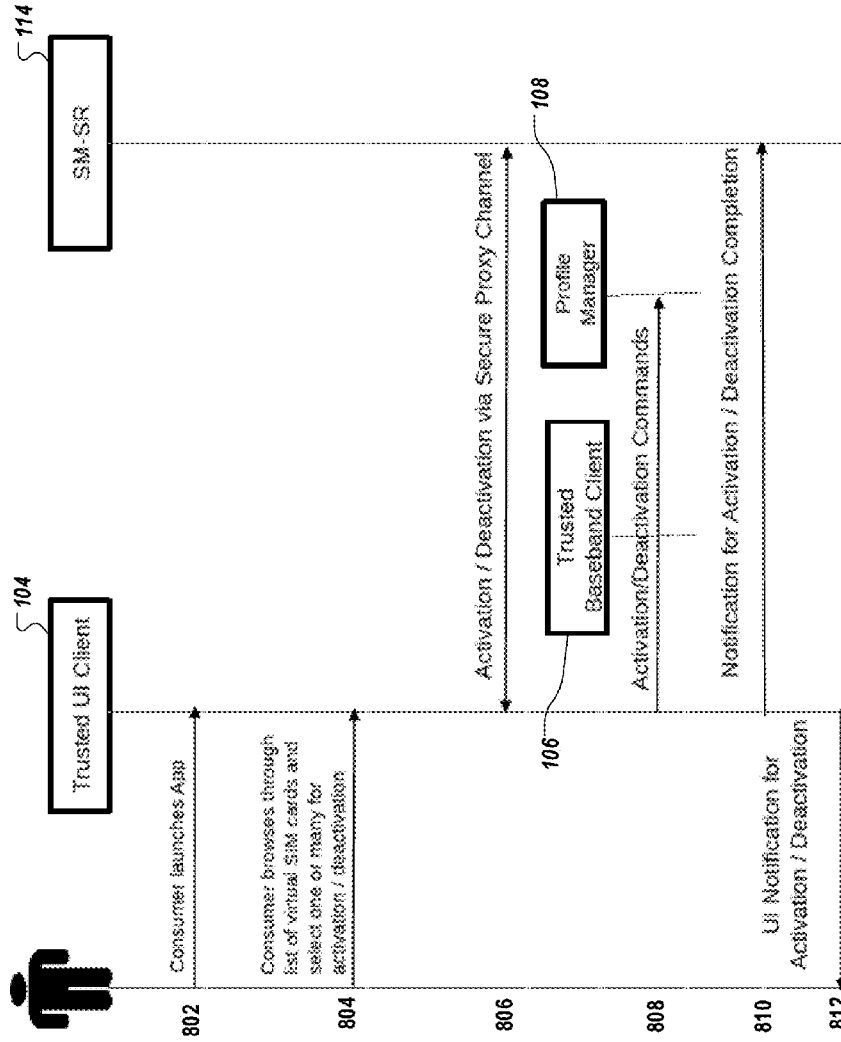 104
114
Trusted UI Client
SM-SR
802
Consumer launches App
804
Consumer browses through
list of virtual SIM cards and
select one or many for
activation / deactivation
806
Activation / Deactivation via Secure Proxy Channel
106
Trusted
Baseband Client
108
Profile
Manager
808
Activation/Deactivation Commands
810
Notification for Activation / Deactivation Completion
812
UI Notification for
Activation / Deactivation